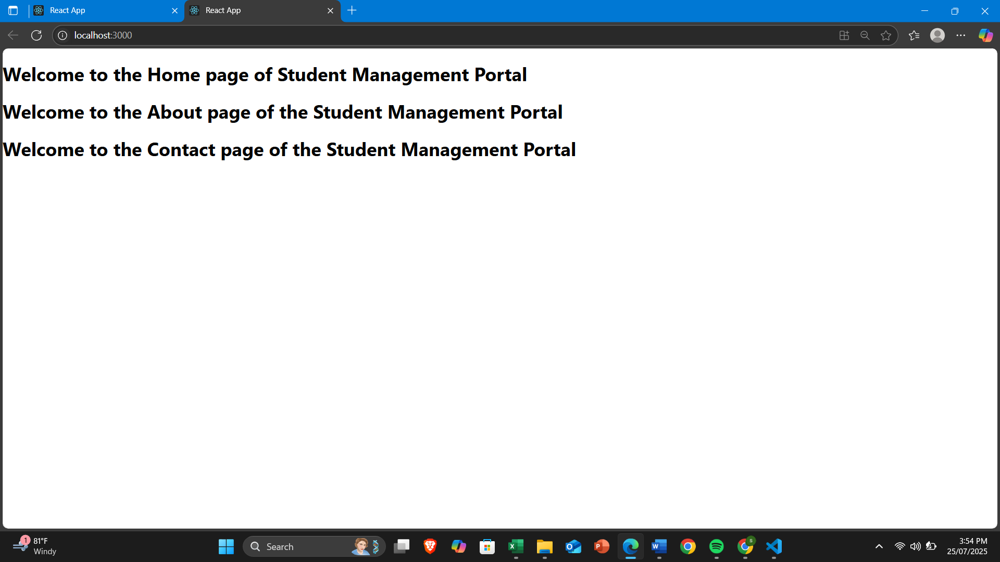 React App
React App
localhost:3000
Welcome to the Home page of Student Management Portal
Welcome to the About page of the Student Management Portal
Welcome to the Contact page of the Student Management Portal
1
81°F
Windy
Search
3:54 PM
25/07/2025